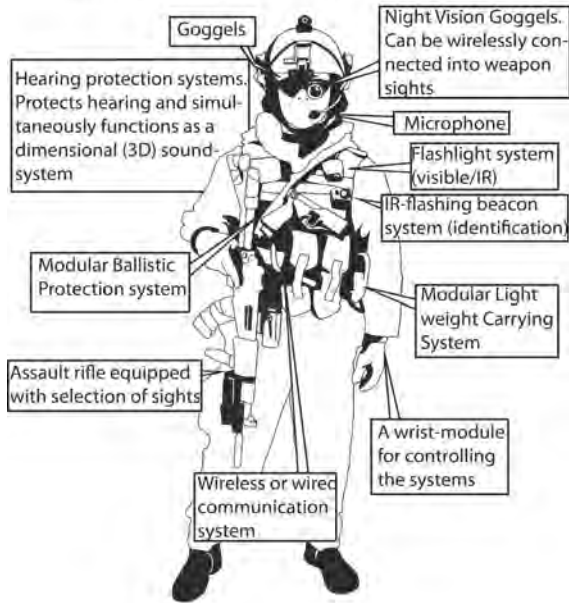 Goggels
Night Vision Goggels.
Can be wirelessly con-
nected into weapon
sights
Hearing protection systems.
Protects hearing and simul-
taneously functions as a
dimensional (3D) sound-
system
Microphone
Flashlight system
(visible/IR)
IR-flashing beacon
system (identification)
Modular Ballistic
Protection system
Modular Light
weight Carrying
System
Assault rifle equipped
with selection of sights
A wrist-module
for controlling
the systems
Wireless or wired
communication
system